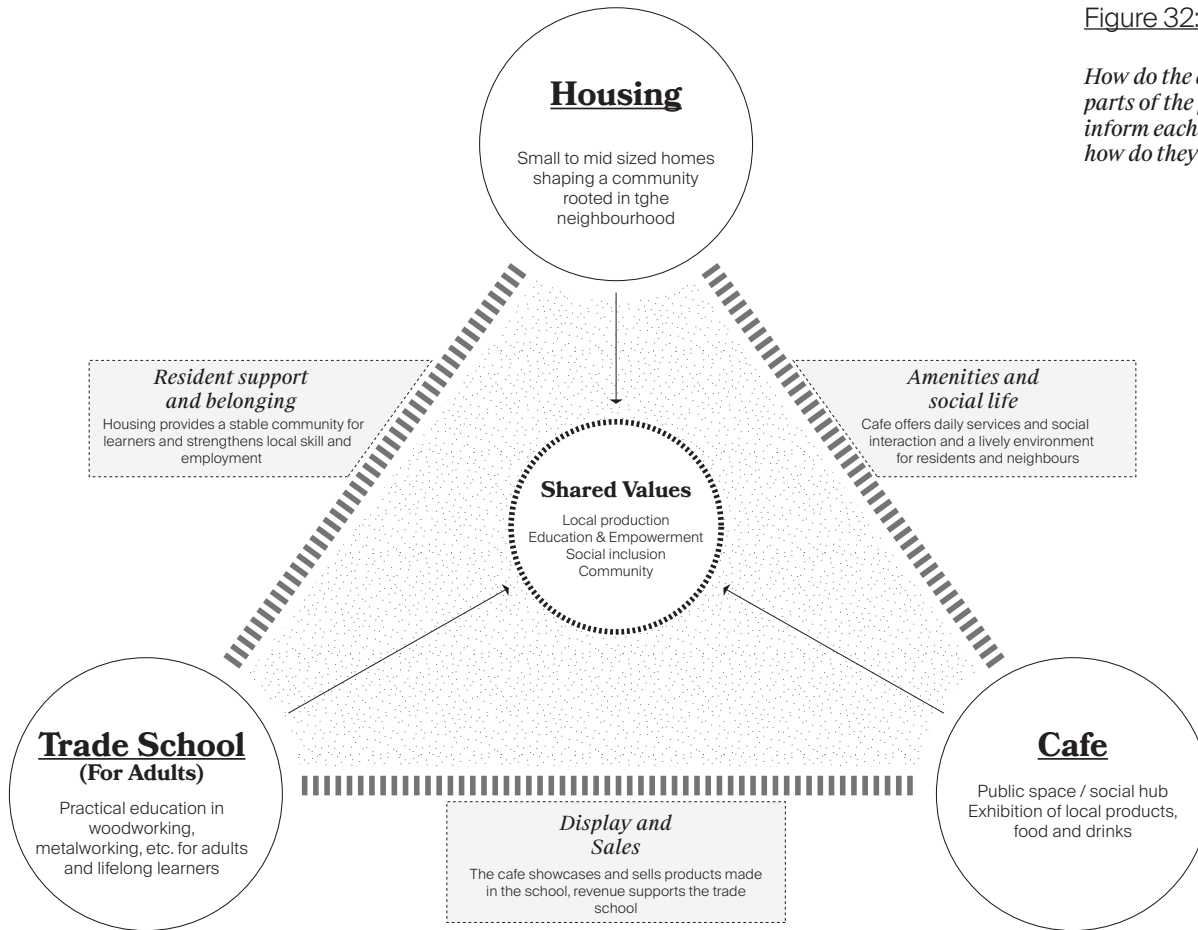 Figure 32:
How do the
parts of the
inform each
how do they
Housing
Small to mid sized homes
shaping a community
rooted in tghe
neighbourhood
Resident support
and belonging
Housing provides a stable community for
learners and strengthens local skill and
employment
Amenities and
social life
Cafe offers daily services and social
interaction and a lively environment
for residents and neighbours
Shared Values
Local production
Education & Empowerment
Social inclusion
Community
Trade School
(For Adults)
Practical education in
woodworking,
metalworking, etc. for adults
and lifelong learners
Cafe
Public space / social hub
Exhibition of local products,
food and drinks
Display and
Sales
The cafe showcases and sells products made
in the school, revenue supports the trade
school